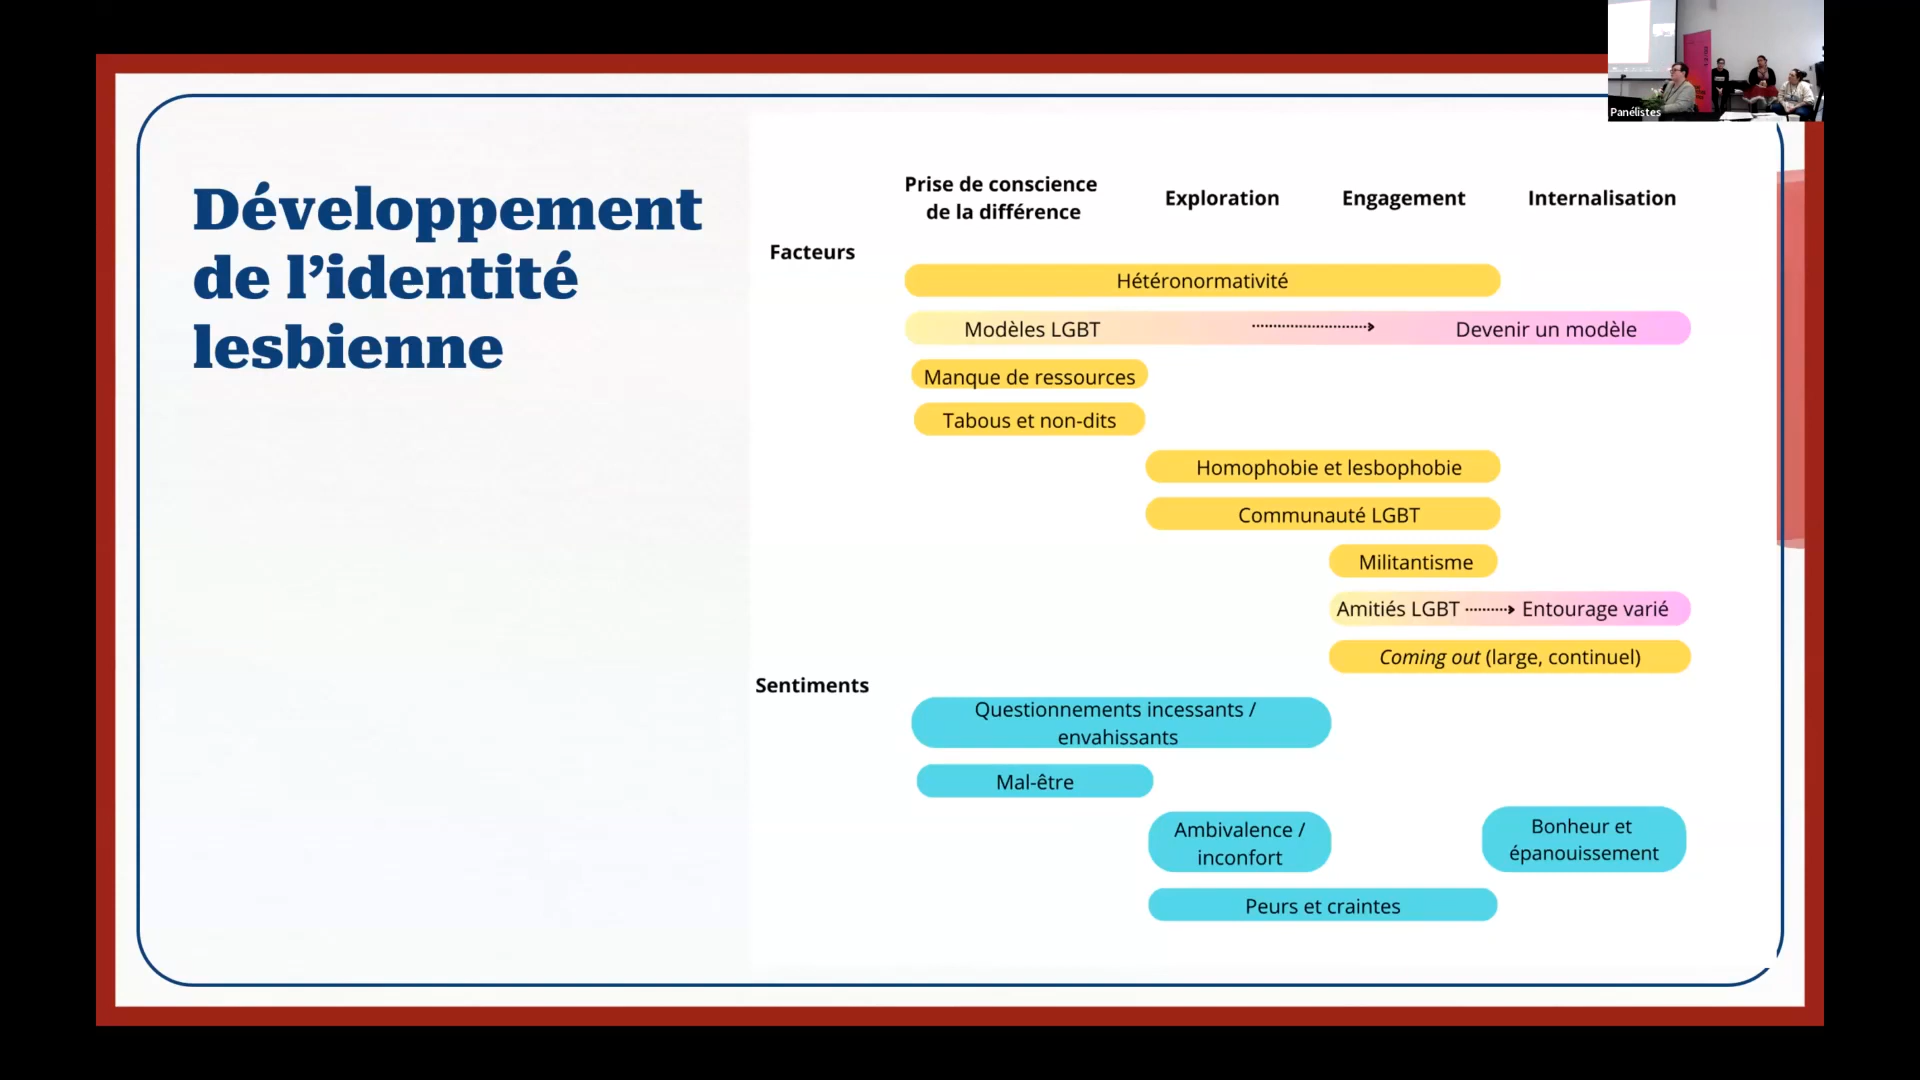 Panélistes
Développement
de l’identité
lesbienne
Prise de conscience
de la différence
Exploration
Engagement
Internalisation
Facteurs
Hétéronormativité
Modèles LGBT
Devenir un modèle
Manque de ressources
Tabous et non-dits
Homophobie et lesbophobie
Communauté LGBT
Militantisme
Amitiés LGBT
Entourage varié
Coming out (large, continuel)
Sentiments
Questionnements incessants /
envahissants
Mal-être
Ambivalence /
inconfort
Bonheur et
épanouissement
Peurs et craintes